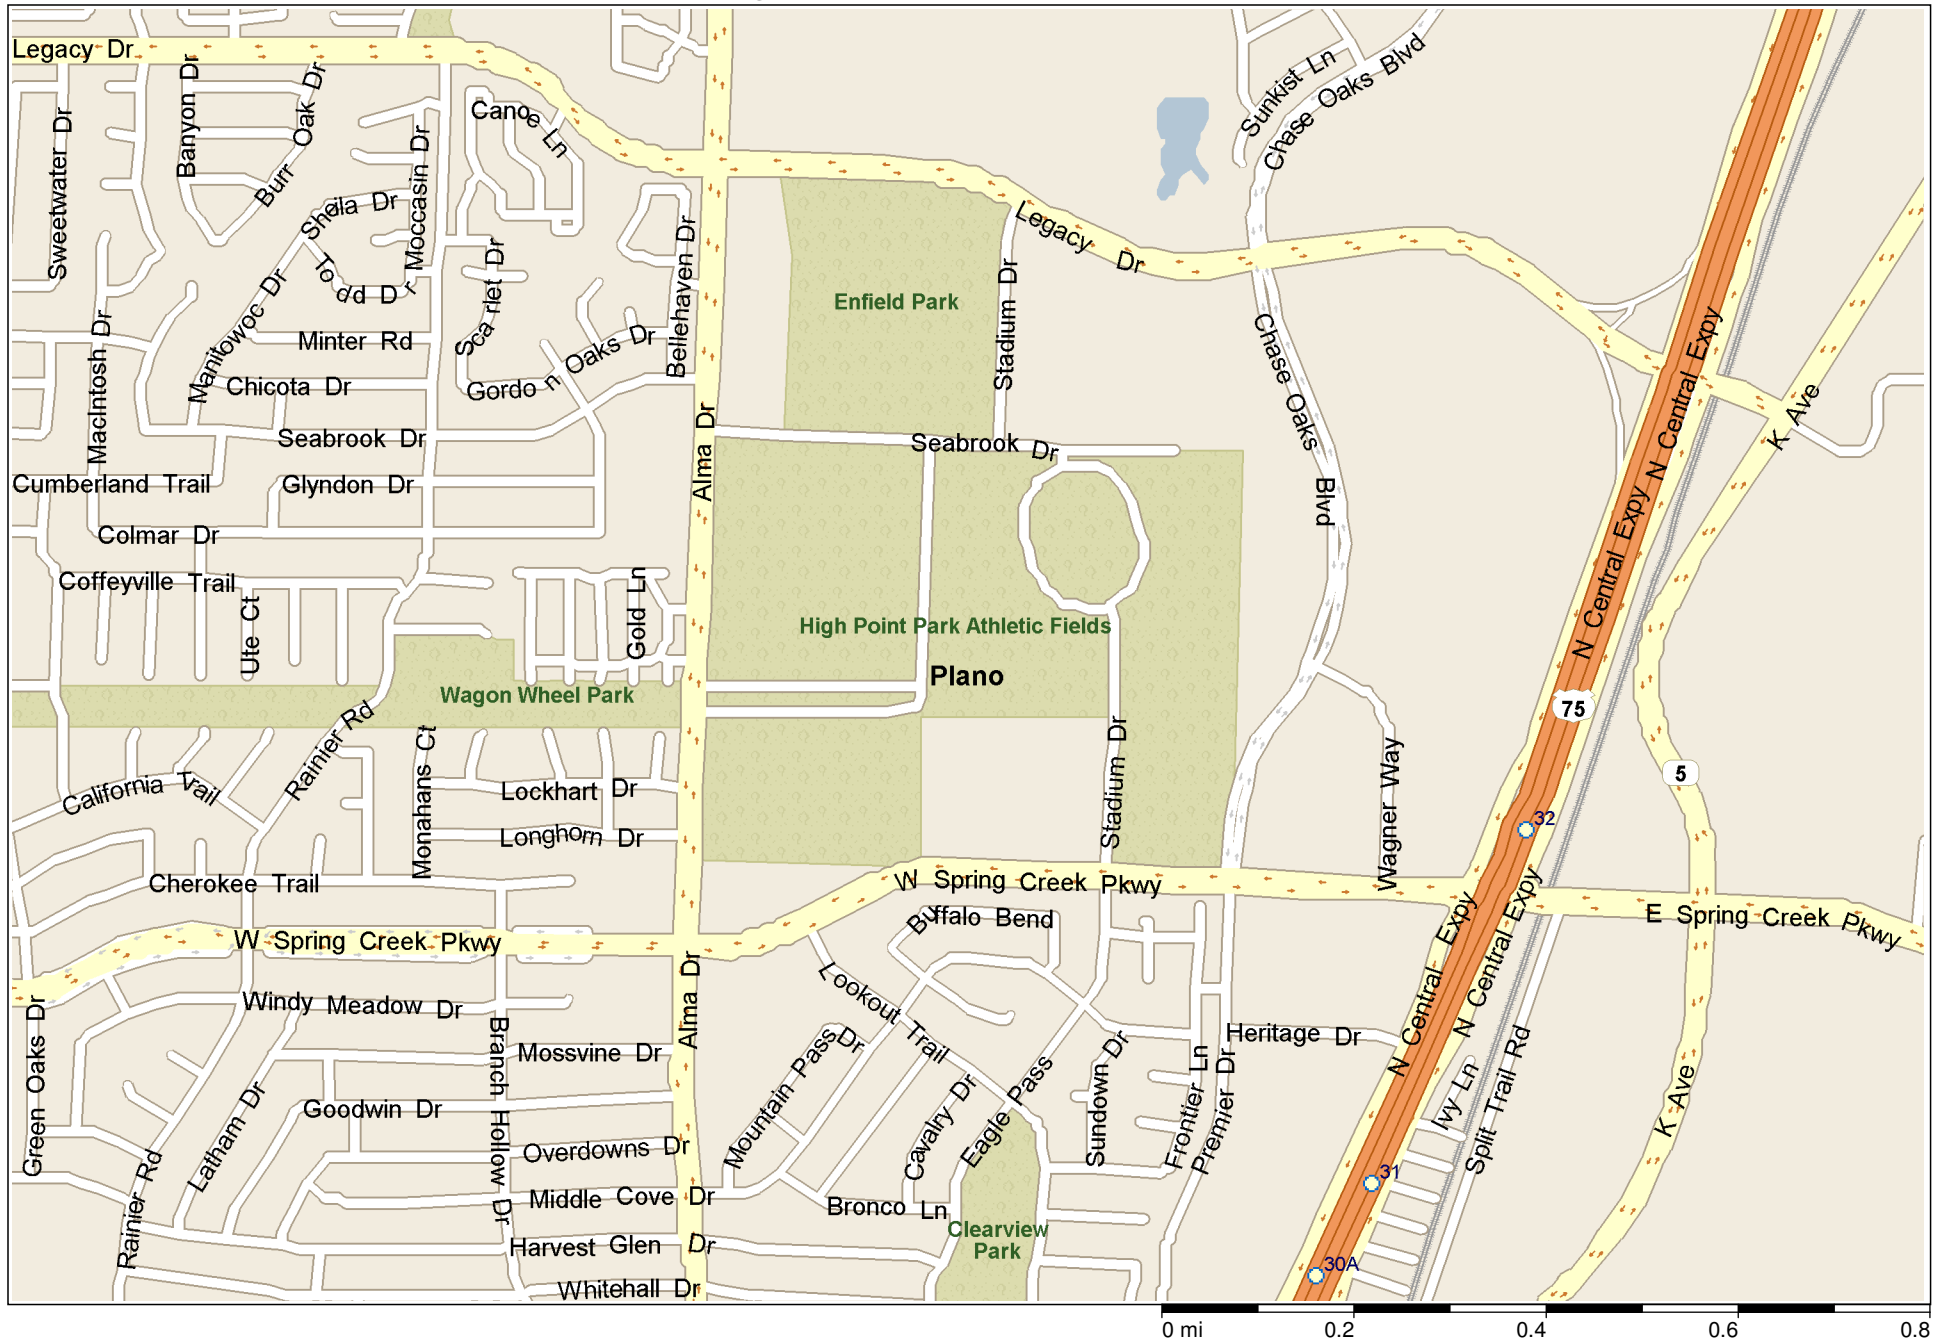 Legacy Dr
Banyon Dr
Burr Oak Dr
Sweetwater Dr
Canoe Ln
Moccasin Dr
Sheila Dr
Todd Dr
Manitowoc Dr
Scarlet Dr
Bellehaven Dr
Minter Rd
Chicota Dr
Gordon Oaks Dr
MacIntosh Dr
Seabrook Dr
Cumberland Trail
Glyndon Dr
Colmar Dr
Coffeyville Trail
Ute Ct
Gold Ln
Alma Dr
Enfield Park
Stadium Dr
Legacy Dr
Sunkist Ln
Chase Oaks Blvd
Chase Oaks Blvd
Seabrook Dr
High Point Park Athletic Fields
Plano
Wagon Wheel Park
Rainier Rd
California Trail
Monahans Ct
Lockhart Dr
Longhorn Dr
Cherokee Trail
Stadium Dr
Wagner Way
N Central Expy
N Central Expy
N Central Expy
K Ave
75
5
32
W Spring Creek Pkwy
W Spring Creek Pkwy
E Spring Creek Pkwy
N Central Expy
N Central Expy
Buffalo Bend
Lookout Trail
Windy Meadow Dr
Green Oaks Dr
Branch Hollow Dr
Alma Dr
Mossvine Dr
Goodwin Dr
Latham Dr
Overdowns Dr
Rainier Rd
Middle Cove Dr
Harvest Glen Dr
Whitehall Dr
Mountain Pass Dr
Cavalry Dr
Eagle Pass
Bronco Ln
Clearview
Park
Sundown Dr
Frontier Ln
Premier Dr
Heritage Dr
Ivy Ln
Split Trail Rd
K Ave
31
30A
0 mi 0.2 0.4 0.6 0.8